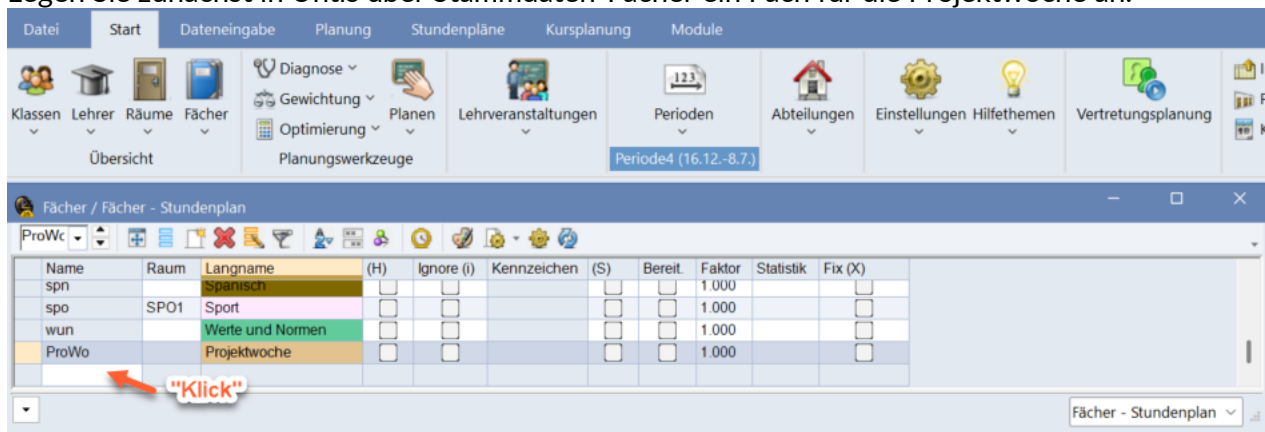 Legen Sie zunächst in Untis über Stammdaten-Fächer ein Fach für die Projektwoche an.
Datei Start Dateneingabe Planung Stundenpläne Kursplanung Module
Diagnose
Gewichtung
Optimierung
Klassen Lehrer Räume Fächer Planen Lehrveranstaltungen Perioden Abteilungen Einstellungen Hilfethemen Vertretungsplanung
123
Übersicht Planungswerkzeuge Periode4 (16.12.-8.7.)
Fächer / Fächer - Stundenplan
ProWc
Name Raum Langname (H) Ignore (i) Kennzeichen (S) Bereit. Faktor Statistik Fix (X)
spn Spanisch 1.000
spo SPO1 Sport 1.000
wun Werte und Normen 1.000
ProWo Projektwoche 1.000
"Klick"
Fächer - Stundenplan